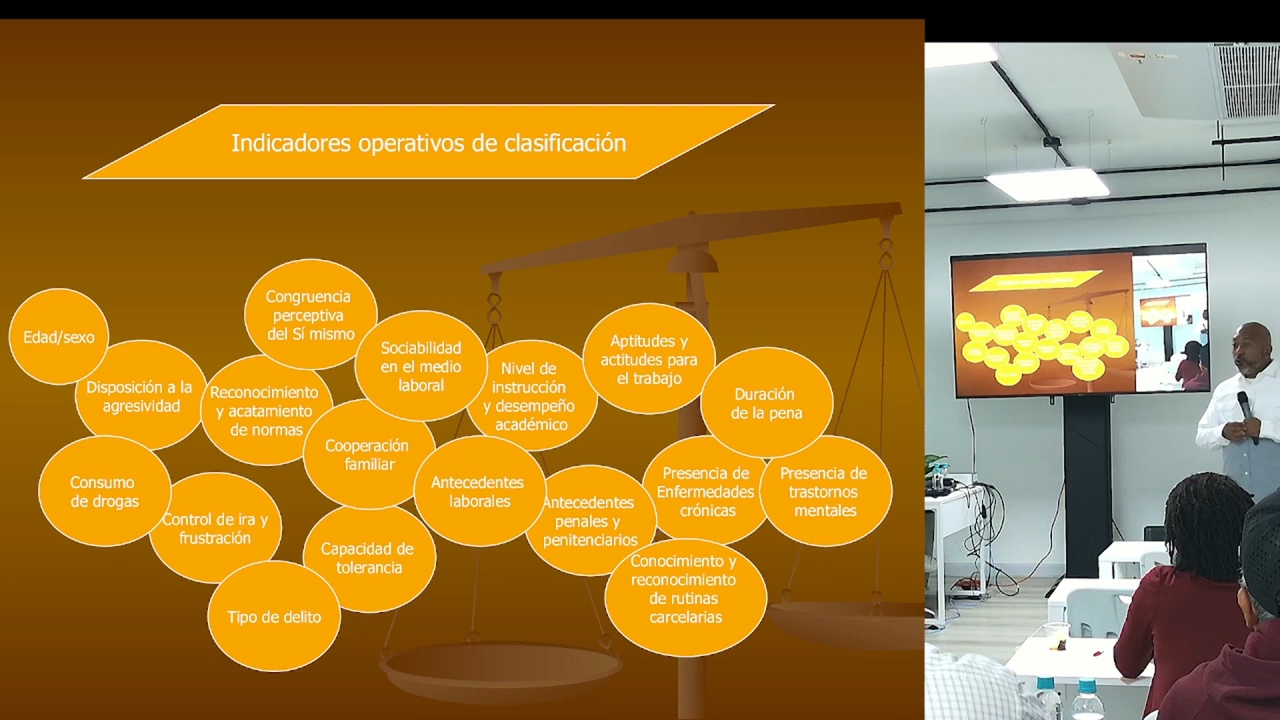 Indicadores operativos de clasificación
Edad/sexo
Disposición a la
agresividad
Congruencia
perceptiva
del Sí mismo
Reconocimiento
y acatamiento
de normas
Sociabilidad
en el medio
laboral
Nivel de
instrucción
y desempeño
académico
Aptitudes y
actitudes para
el trabajo
Duración
de la pena
Consumo
de drogas
Control de ira y
frustración
Cooperación
familiar
Antecedentes
laborales
Antecedentes
penales y
penitenciarios
Presencia de
Enfermedades
crónicas
Presencia de
trastornos
mentales
Capacidad de
tolerancia
Tipo de delito
Conocimiento y
reconocimiento
de rutinas
carcelarias